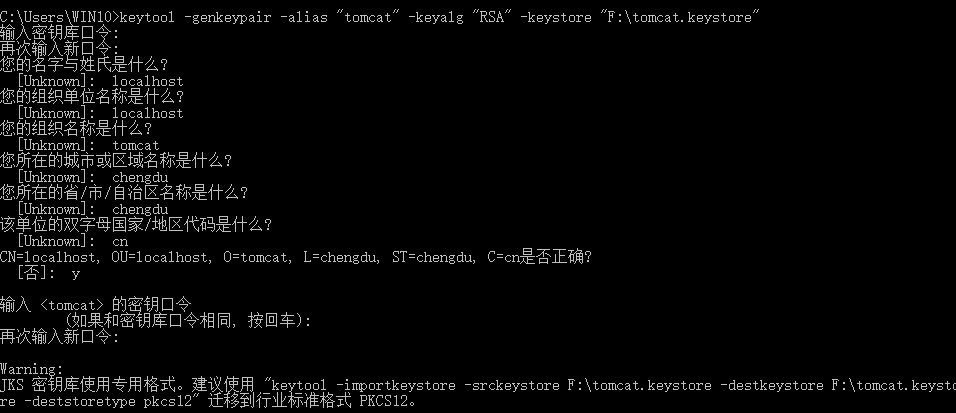 C:\Users\WIN10>keytool -genkeypair -alias "tomcat" -keyalg "RSA" -keystore "F:\tomcat.keystore"
输入密钥库口令:
再次输入新口令:
您的名字与姓氏是什么?
  [Unknown]:  localhost
您的组织单位名称是什么?
  [Unknown]:  localhost
您的组织名称是什么?
  [Unknown]:  tomcat
您所在的城市或区域名称是什么?
  [Unknown]:  chengdu
您所在的省/市/自治区名称是什么?
  [Unknown]:  chengdu
该单位的双字母国家/地区代码是什么?
  [Unknown]:  cn
CN=localhost, OU=localhost, O=tomcat, L=chengdu, ST=chengdu, C=cn是否正确?
  [否]:  y
输入 <tomcat> 的密钥口令
        (如果和密钥库口令相同, 按回车):
再次输入新口令:
Warning:
JKS 密钥库使用专用格式。建议使用 "keytool -importkeystore -srckeystore F:\tomcat.keystore -destkeystore F:\tomcat.keysto
re -deststoretype pkcs12" 迁移到行业标准格式 PKCS12。